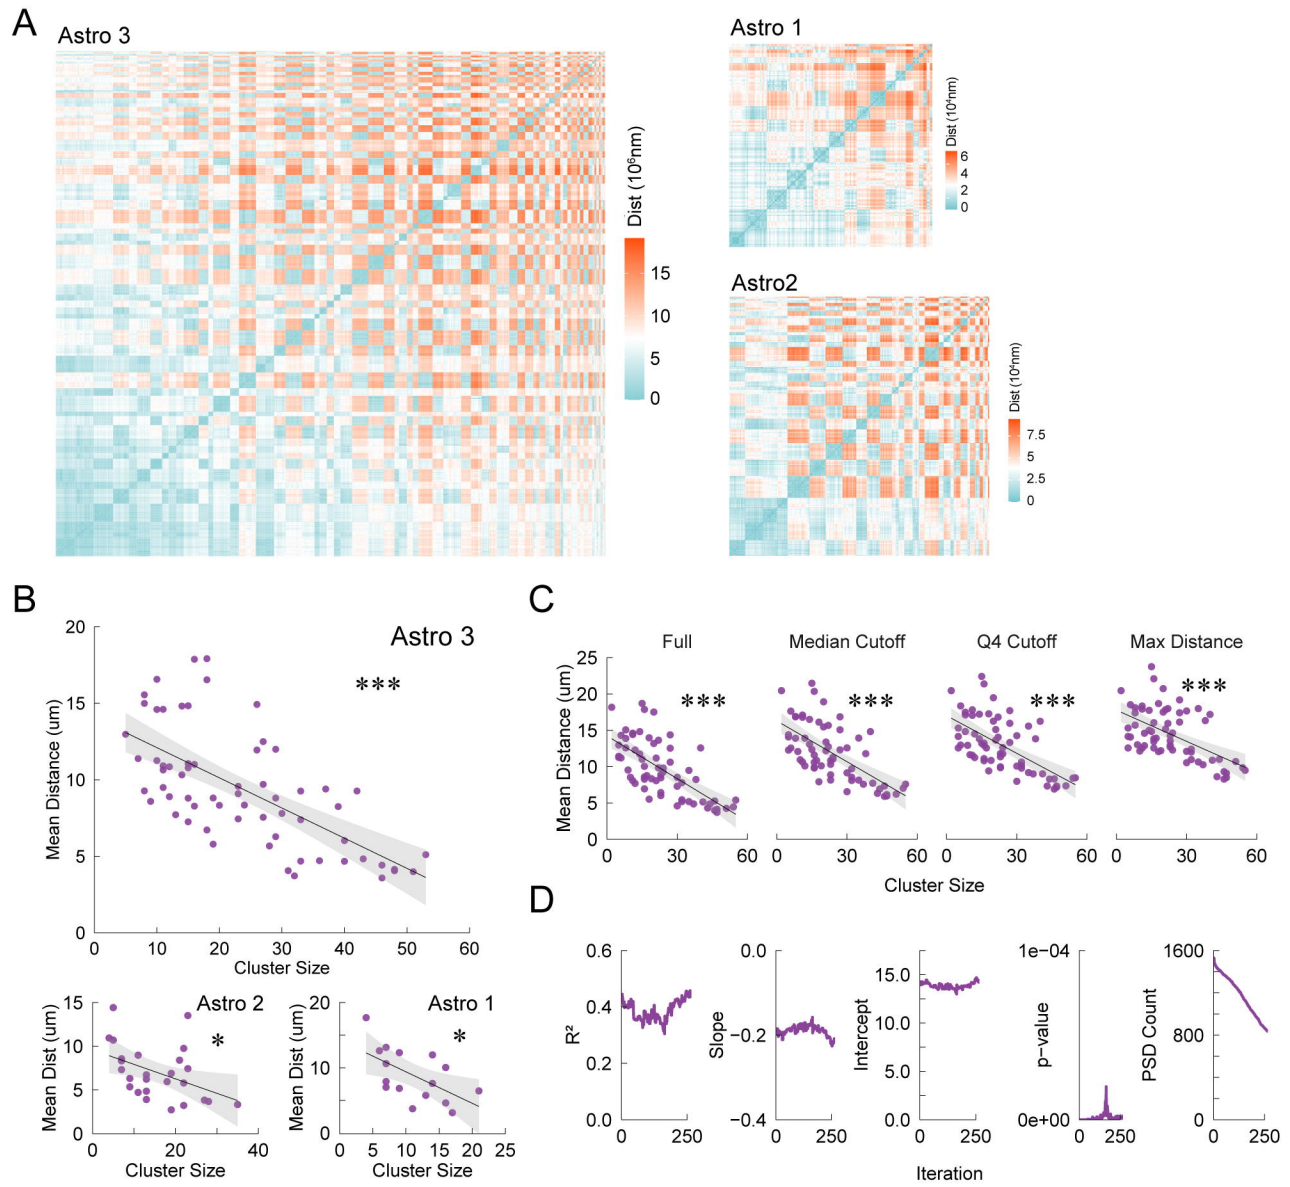 A
Astro 3
Dist (10⁶nm)
15
10
5
0
Astro 1
Dist (10⁴nm)
6
4
2
0
Astro2
Dist (10⁴nm)
7.5
5
2.5
0
B
Astro 3
***
Mean Distance (um)
20
15
10
5
0
0 10 20 30 40 50 60
Cluster Size
Astro 2
*
Mean Dist (um)
15
10
5
0
0 20 40
Cluster Size
Astro 1
*
Mean Dist (um)
20
10
0
0 5 10 15 20 25
Cluster Size
C
Full Median Cutoff Q4 Cutoff Max Distance
*** *** *** ***
Mean Distance (um)
25
20
15
10
5
0
0 30 60 0 30 60 0 30 60 0 30 60
Cluster Size
D
R²
0.6
0.4
0.2
0.0
0 250
Slope
0.0
−0.2
−0.4
0 250
Intercept
15.0
10.0
5.0
0.0
0 250
p−value
1e−04
0e+00
0 250
PSD Count
1600
800
0
0 250
Iteration